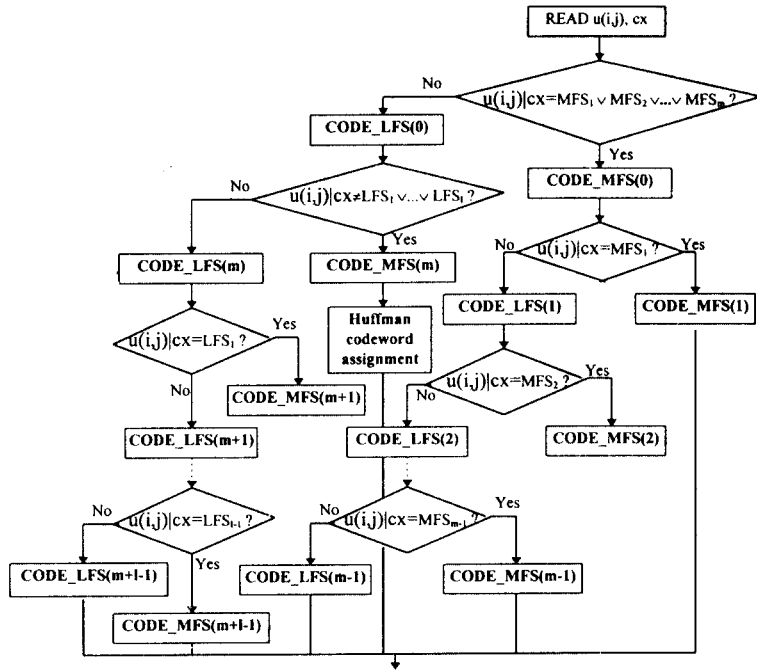 READ u(i,j), cx
No
u(i,j)|cx=MFS₁ ∨ MFS₂ ∨...∨ MFSₘ ?
CODE_LFS(0)
Yes
CODE_MFS(0)
No
u(i,j)|cx≠LFS₁ ∨...∨ LFSₗ ?
Yes
No
u(i,j)|cx=MFS₁ ?
Yes
CODE_LFS(m)
CODE_MFS(m)
CODE_LFS(1)
CODE_MFS(1)
u(i,j)|cx=LFS₁ ?
Yes
Huffman
codeword
assignment
No
CODE_MFS(m+1)
No
u(i,j)|cx=MFS₂ ?
Yes
CODE_LFS(m+1)
CODE_LFS(2)
CODE_MFS(2)
No
u(i,j)|cx=LFSₗ₋₁ ?
Yes
No
u(i,j)|cx=MFSₘ₋₁ ?
Yes
CODE_LFS(m+l-1)
CODE_LFS(m-1)
CODE_MFS(m-1)
CODE_MFS(m+l-1)